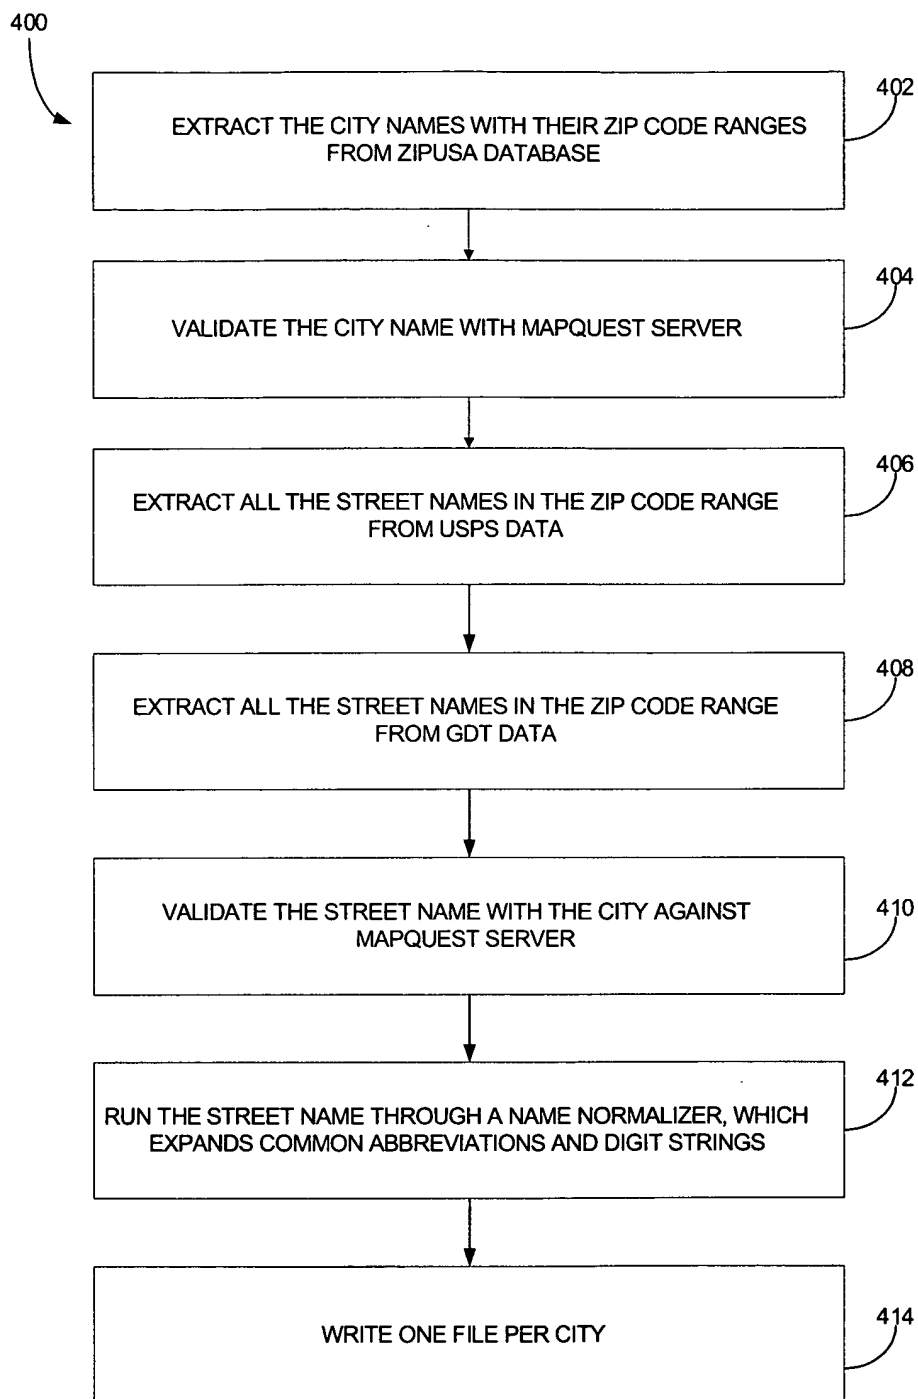 400
402
EXTRACT THE CITY NAMES WITH THEIR ZIP CODE RANGES
FROM ZIPUSA DATABASE
404
VALIDATE THE CITY NAME WITH MAPQUEST SERVER
406
EXTRACT ALL THE STREET NAMES IN THE ZIP CODE RANGE
FROM USPS DATA
408
EXTRACT ALL THE STREET NAMES IN THE ZIP CODE RANGE
FROM GDT DATA
410
VALIDATE THE STREET NAME WITH THE CITY AGAINST
MAPQUEST SERVER
412
RUN THE STREET NAME THROUGH A NAME NORMALIZER, WHICH
EXPANDS COMMON ABBREVIATIONS AND DIGIT STRINGS
414
WRITE ONE FILE PER CITY